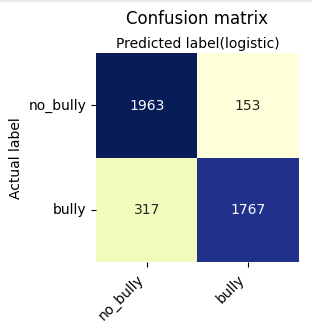 Confusion matrix
Predicted label(logistic)
Actual label
no_bully
1963
153
bully
317
1767
no_bully
bully